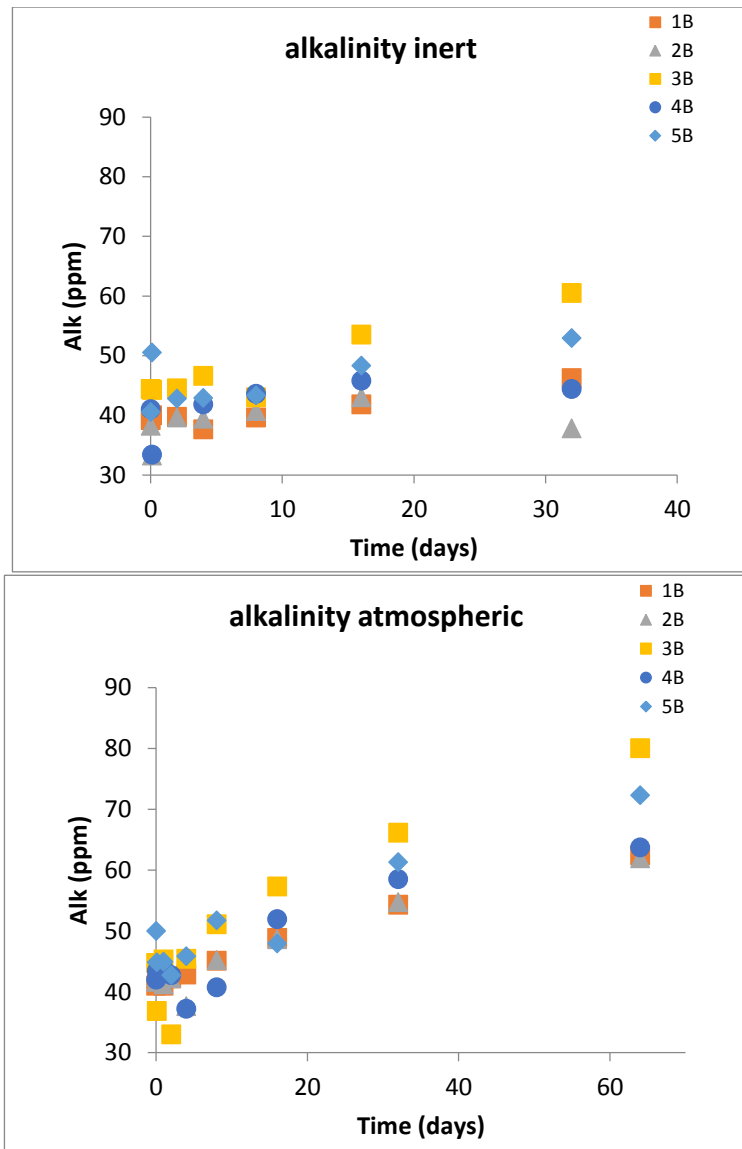 alkalinity inert
1B
2B
3B
4B
5B
90
80
70
60
50
40
30
Alk (ppm)
0 10 20 30 40
Time (days)
alkalinity atmospheric
1B
2B
3B
4B
5B
90
80
70
60
50
40
30
Alk (ppm)
0 20 40 60
Time (days)